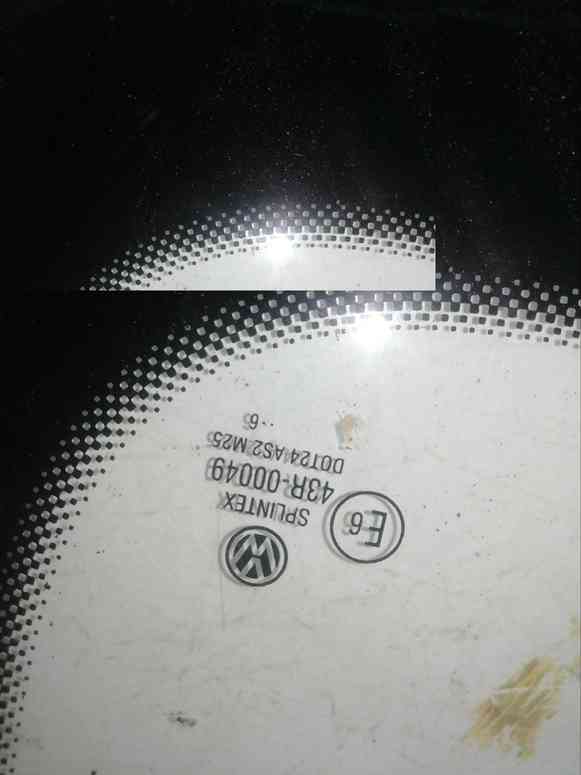 SPLINTEX
E6
43R-00049
DOT24 AS2 M25
..6